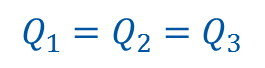 Q₁ = Q₂ = Q₃